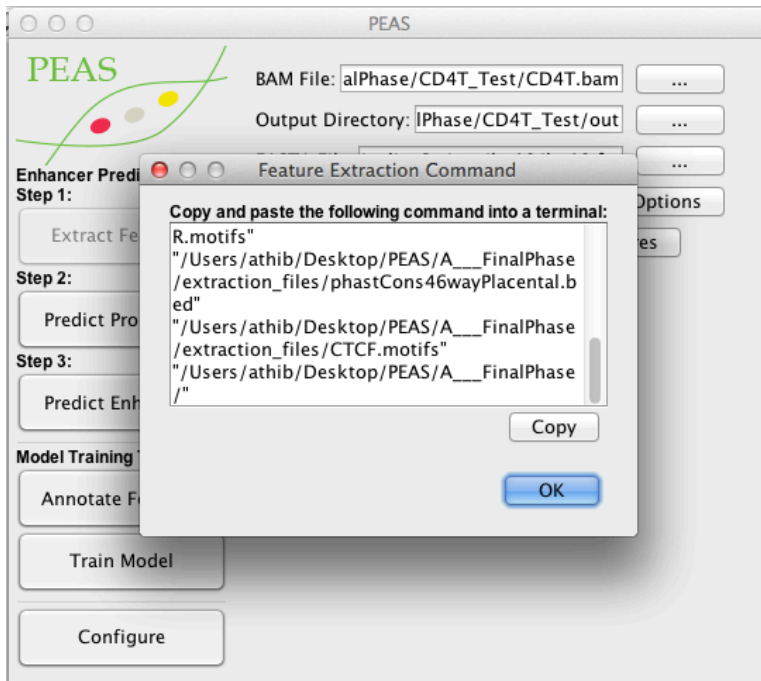 PEAS
PEAS
BAM File: alPhase/CD4T_Test/CD4T.bam ...
Output Directory: lPhase/CD4T_Test/out ...
...
Enhancer Predi
Feature Extraction Command
Step 1:
Options
Copy and paste the following command into a terminal:
Extract Fe
es
R.motifs"
"/Users/athib/Desktop/PEAS/A___FinalPhase
/extraction_files/phastCons46wayPlacental.b
ed"
"/Users/athib/Desktop/PEAS/A___FinalPhase
/extraction_files/CTCF.motifs"
"/Users/athib/Desktop/PEAS/A___FinalPhase
/"
Step 2:
Predict Pro
Step 3:
Predict Enh
Copy
Model Training
Annotate F
OK
Train Model
Configure